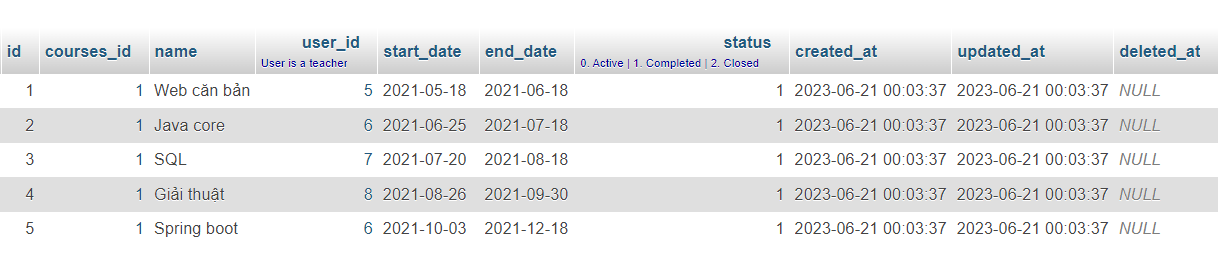 id courses_id name user_id start_date end_date status created_at updated_at deleted_at
User is a teacher 0. Active | 1. Completed | 2. Closed
1 1 Web căn bản 5 2021-05-18 2021-06-18 1 2023-06-21 00:03:37 2023-06-21 00:03:37 NULL
2 1 Java core 6 2021-06-25 2021-07-18 1 2023-06-21 00:03:37 2023-06-21 00:03:37 NULL
3 1 SQL 7 2021-07-20 2021-08-18 1 2023-06-21 00:03:37 2023-06-21 00:03:37 NULL
4 1 Giải thuật 8 2021-08-26 2021-09-30 1 2023-06-21 00:03:37 2023-06-21 00:03:37 NULL
5 1 Spring boot 6 2021-10-03 2021-12-18 1 2023-06-21 00:03:37 2023-06-21 00:03:37 NULL